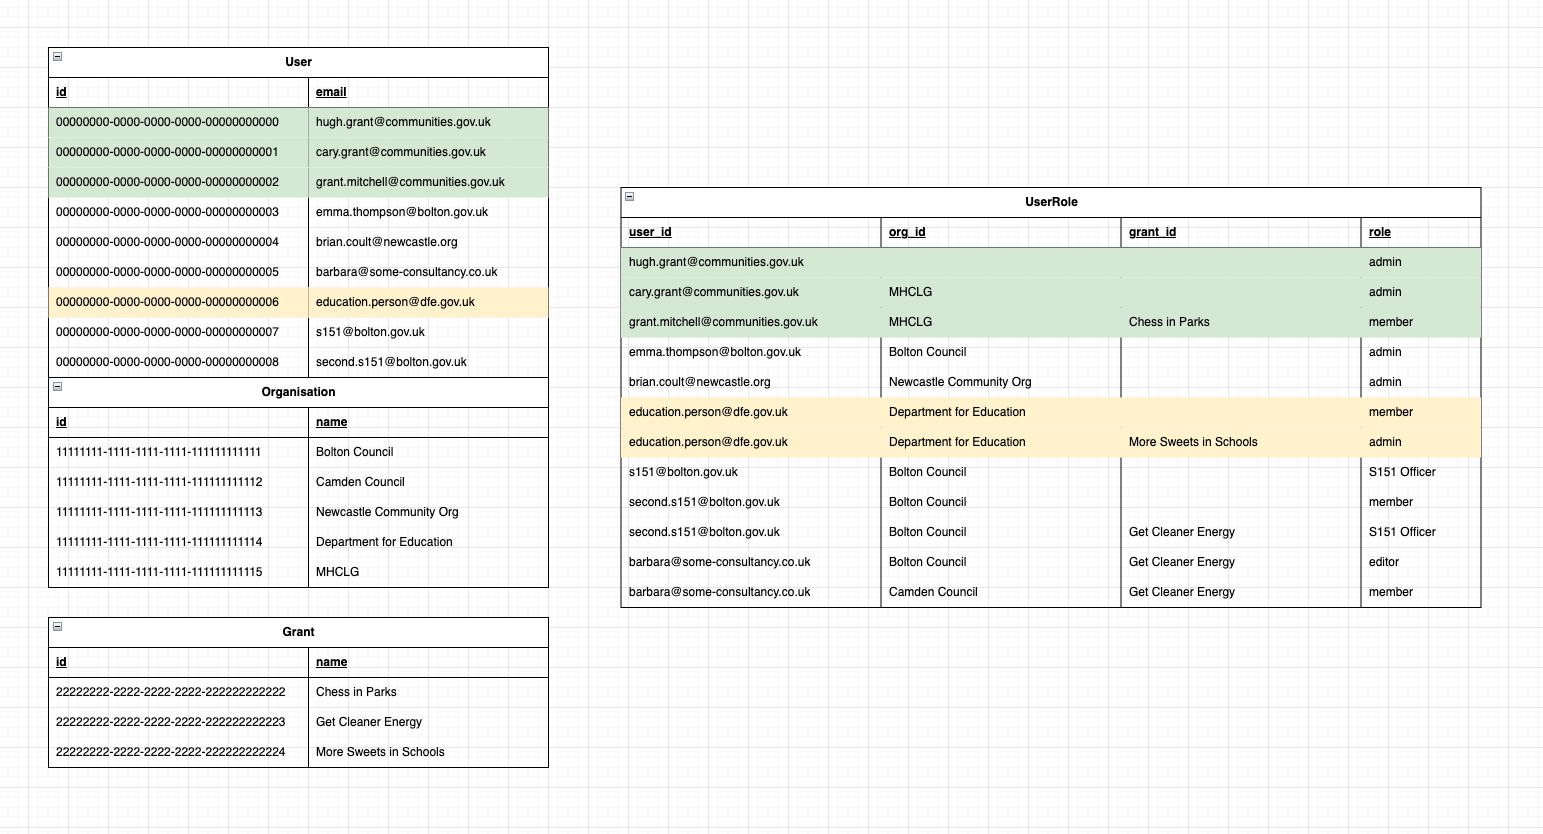 User
id email
00000000-0000-0000-0000-00000000000 hugh.grant@communities.gov.uk
00000000-0000-0000-0000-00000000001 cary.grant@communities.gov.uk
00000000-0000-0000-0000-00000000002 grant.mitchell@communities.gov.uk
00000000-0000-0000-0000-00000000003 emma.thompson@bolton.gov.uk
00000000-0000-0000-0000-00000000004 brian.coult@newcastle.org
00000000-0000-0000-0000-00000000005 barbara@some-consultancy.co.uk
00000000-0000-0000-0000-00000000006 education.person@dfe.gov.uk
00000000-0000-0000-0000-00000000007 s151@bolton.gov.uk
00000000-0000-0000-0000-00000000008 second.s151@bolton.gov.uk
Organisation
id name
11111111-1111-1111-1111-111111111111 Bolton Council
11111111-1111-1111-1111-111111111112 Camden Council
11111111-1111-1111-1111-111111111113 Newcastle Community Org
11111111-1111-1111-1111-111111111114 Department for Education
11111111-1111-1111-1111-111111111115 MHCLG
Grant
id name
22222222-2222-2222-2222-222222222222 Chess in Parks
22222222-2222-2222-2222-222222222223 Get Cleaner Energy
22222222-2222-2222-2222-222222222224 More Sweets in Schools
UserRole
user_id org_id grant_id role
hugh.grant@communities.gov.uk admin
cary.grant@communities.gov.uk MHCLG admin
grant.mitchell@communities.gov.uk MHCLG Chess in Parks member
emma.thompson@bolton.gov.uk Bolton Council admin
brian.coult@newcastle.org Newcastle Community Org admin
education.person@dfe.gov.uk Department for Education member
education.person@dfe.gov.uk Department for Education More Sweets in Schools admin
s151@bolton.gov.uk Bolton Council S151 Officer
second.s151@bolton.gov.uk Bolton Council member
second.s151@bolton.gov.uk Bolton Council Get Cleaner Energy S151 Officer
barbara@some-consultancy.co.uk Bolton Council Get Cleaner Energy editor
barbara@some-consultancy.co.uk Camden Council Get Cleaner Energy member